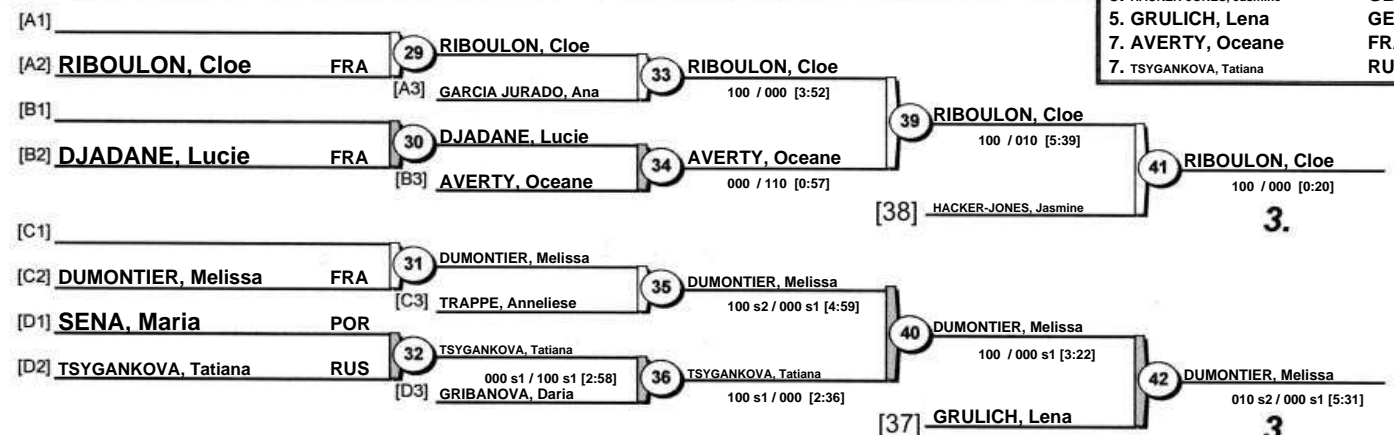 5. GRULICH, Lena GE
7. AVERTY, Oceane FRA
7. TSYGANKOVA, Tatiana RU
[A1]
[A2] RIBOULON, Cloe FRA
29 RIBOULON, Cloe
[A3] GARCIA JURADO, Ana
33 RIBOULON, Cloe
100 / 000 [3:52]
[B1]
[B2] DJADANE, Lucie FRA
30 DJADANE, Lucie
[B3] AVERTY, Oceane
34 AVERTY, Oceane
000 / 110 [0:57]
39 RIBOULON, Cloe
100 / 010 [5:39]
[38] HACKER-JONES, Jasmine
41 RIBOULON, Cloe
100 / 000 [0:20]
3.
[C1]
[C2] DUMONTIER, Melissa FRA
31 DUMONTIER, Melissa
[C3] TRAPPE, Anneliese
35 DUMONTIER, Melissa
100 s2 / 000 s1 [4:59]
[D1] SENA, Maria POR
[D2] TSYGANKOVA, Tatiana RUS
32 TSYGANKOVA, Tatiana
000 s1 / 100 s1 [2:58]
[D3] GRIBANOVA, Daria
36 TSYGANKOVA, Tatiana
100 s1 / 000 [2:36]
40 DUMONTIER, Melissa
100 / 000 s1 [3:22]
[37] GRULICH, Lena
42 DUMONTIER, Melissa
010 s2 / 000 s1 [5:31]
3